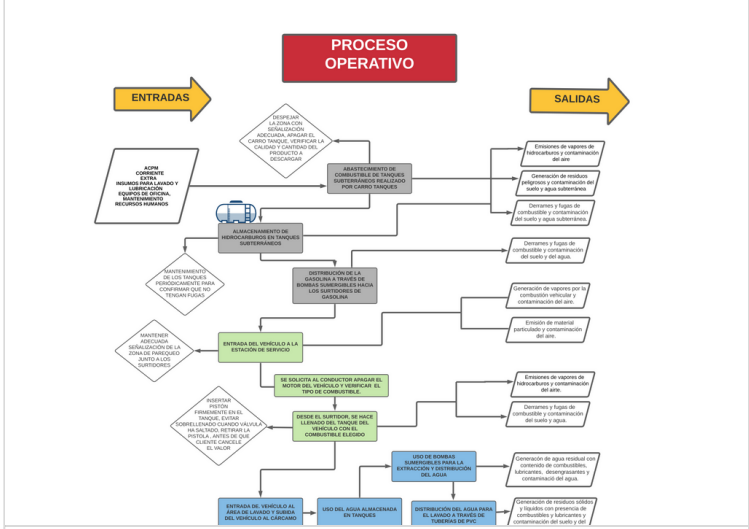 PROCESO
OPERATIVO
ENTRADAS
SALIDAS
DESPEJAR
LA ZONA CON
SEÑALIZACIÓN
ADECUADA, APAGAR EL
CARRO TANQUE, VERIFICAR LA
CALIDAD Y CANTIDAD DEL
PRODUCTO A
DESCARGAR
ACPM
CORRIENTE
EXTRA
INSUMOS PARA LAVADO Y
LUBRICACIÓN
EQUIPOS DE OFICINA,
MANTENIMIENTO
RECURSOS HUMANOS
ABASTECIMIENTO DE
COMBUSTIBLE DE TANQUES
SUBTERRÁNEOS REALIZADO
POR CARRO TANQUES
Emisiones de vapores de
hidrocarburos y contaminación
del aire
Generación de residuos
peligrosos y contaminación del
suelo y agua subterránea.
Derrames y fugas de
combustible y contaminación
del suelo y agua subterránea.
ALMACENAMIENTO DE
HIDROCARBUROS EN TANQUES
SUBTERRÁNEOS
Derrames y fugas de
combustible y contaminación
del suelo y del agua.
MANTENIMIENTO
DE LOS TANQUES
PERIÓDICAMENTE PARA
CONFIRMAR QUE NO
TENGAN FUGAS
DISTRIBUCIÓN DE LA
GASOLINA A TRAVÉS DE
BOMBAS SUMERGIBLES HACIA
LOS SURTIDORES DE
GASOLINA
Generación de vapores por la
combustión vehicular y
contaminación del aire.
Emisión de material
particulado y contaminación
del aire.
MANTENER
ADECUADA
SEÑALIZACIÓN DE LA
ZONA DE PARQUEO
JUNTO A LOS
SURTIDORES
ENTRADA DEL VEHÍCULO A LA
ESTACIÓN DE SERVICIO
SE SOLICITA AL CONDUCTOR APAGAR EL
MOTOR DEL VEHÍCULO Y VERIFICAR EL
TIPO DE COMBUSTIBLE.
Emisiones de vapores de
hidrocarburos y contaminación
del airte.
Derrames y fugas de
combustible y contaminación
del suelo y agua.
INSERTAR
PISTÓN
FIRMEMENTE EN EL
TANQUE, EVITAR
SOBRELLENADO CUANDO VÁLVULA
HA SALTADO, RETIRAR LA
PISTOLA , ANTES DE QUE
CLIENTE CANCELE
EL VALOR
DESDE EL SURTIDOR, SE HACE
LLENADO DEL TANQUE DEL
VEHÍCULO CON EL
COMBUSTIBLE ELEGIDO
USO DE BOMBAS
SUMERGIBLES PARA LA
EXTRACCIÓN Y DISTRIBUCIÓN
DEL AGUA
Generación de agua residual con
contenido de combustibles,
lubricantes, desengrasantes y
contaminació del agua.
ENTRADA DE. VEHÍCULO AL
ÁREA DE LAVADO Y SUBIDA
DEL VEHÍCULO AL CÁRCAMO
USO DEL AGUA ALMACENADA
EN TANQUES
DISTRIBUCIÓN DEL AGUA PARA
EL LAVADO A TRAVÉS DE
TUBERÍAS DE PVC
Generación de residuos sólidos
y líquidos con presencia de
combustibles y lubricantes y
contaminación del suelo y del